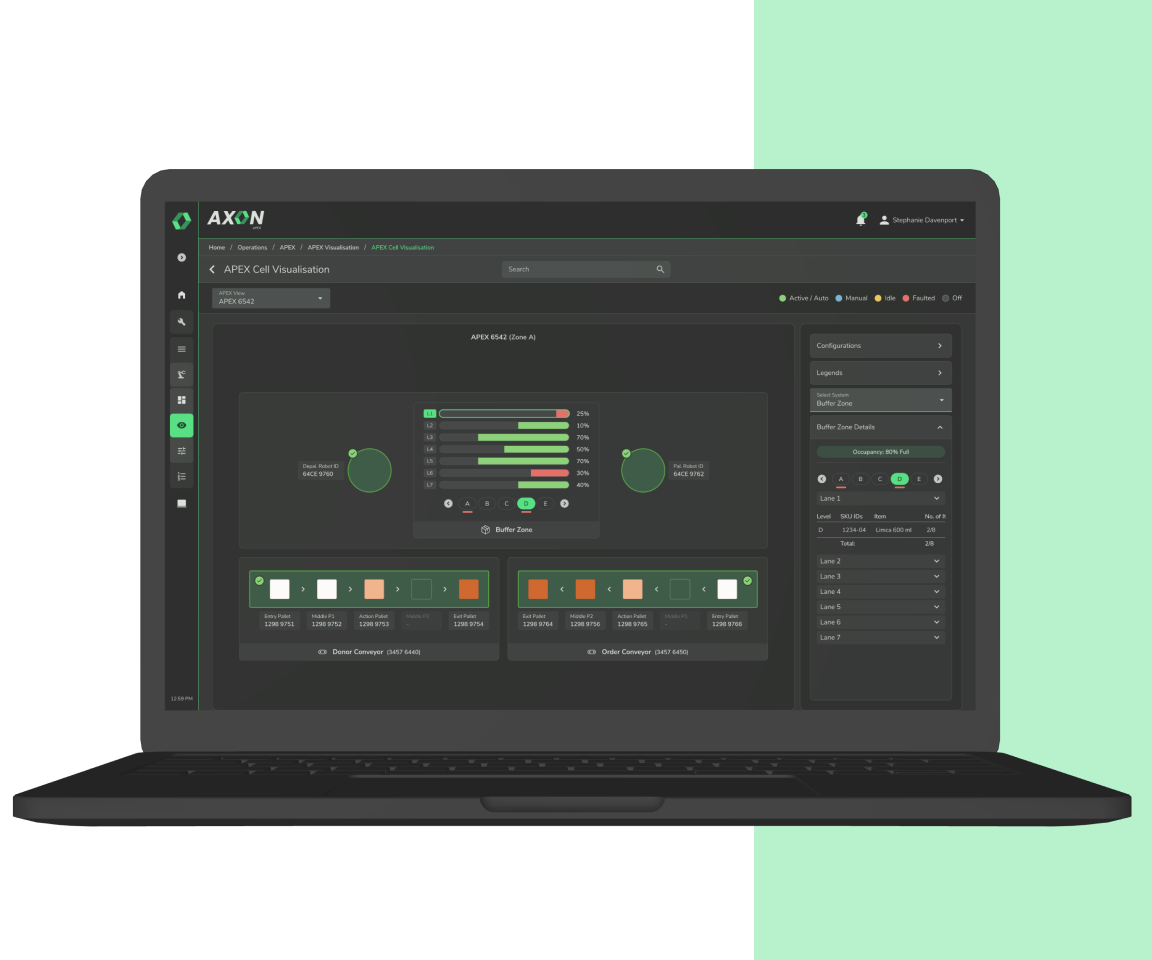 AXON
APEX
3
Stephanie Davenport
Home / Operations / APEX / APEX Visualisation / APEX Cell Visualisation
APEX Cell Visualisation
Search
APEX View
APEX 6542
Active / Auto
Manual
Idle
Faulted
Off
APEX 6542 (Zone A)
L1 25%
L2 10%
L3 70%
L4 50%
L5 70%
L6 30%
L7 40%
Depal. Robot ID
64CE 9760
Pal. Robot ID
64CE 9762
A B C D E
Buffer Zone
Entry Pallet
1298 9751
Middle P1
1298 9752
Action Pallet
1298 9753
Middle P2
-
Exit Pallet
1298 9754
Donor Conveyor (3457 6440)
Exit Pallet
1298 9764
Middle P2
1298 9756
Action Pallet
1298 9765
Middle P1
-
Entry Pallet
1298 9766
Order Conveyor (3457 6450)
Configurations
Legends
Select System
Buffer Zone
Buffer Zone Details
Occupancy: 80% Full
A B C D E
Lane 1
Level SKU IDs Item No. of It
D 1234-04 Limca 600 ml 2/8
Total: 2/8
Lane 2
Lane 3
Lane 4
Lane 5
Lane 6
Lane 7
12:59 PM